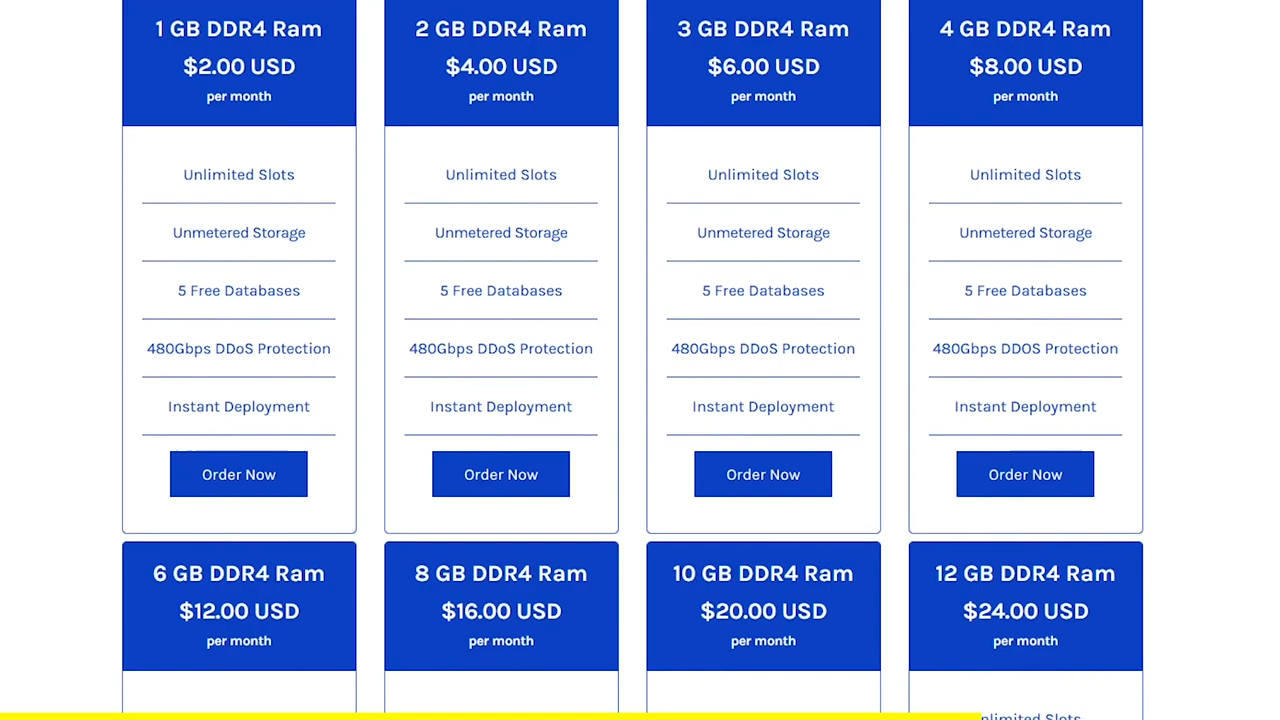 1 GB DDR4 Ram
$2.00 USD
per month
Unlimited Slots
Unmetered Storage
5 Free Databases
480Gbps DDoS Protection
Instant Deployment
Order Now
2 GB DDR4 Ram
$4.00 USD
per month
Unlimited Slots
Unmetered Storage
5 Free Databases
480Gbps DDoS Protection
Instant Deployment
Order Now
3 GB DDR4 Ram
$6.00 USD
per month
Unlimited Slots
Unmetered Storage
5 Free Databases
480Gbps DDoS Protection
Instant Deployment
Order Now
4 GB DDR4 Ram
$8.00 USD
per month
Unlimited Slots
Unmetered Storage
5 Free Databases
480Gbps DDOS Protection
Instant Deployment
Order Now
6 GB DDR4 Ram
$12.00 USD
per month
8 GB DDR4 Ram
$16.00 USD
per month
10 GB DDR4 Ram
$20.00 USD
per month
12 GB DDR4 Ram
$24.00 USD
per month